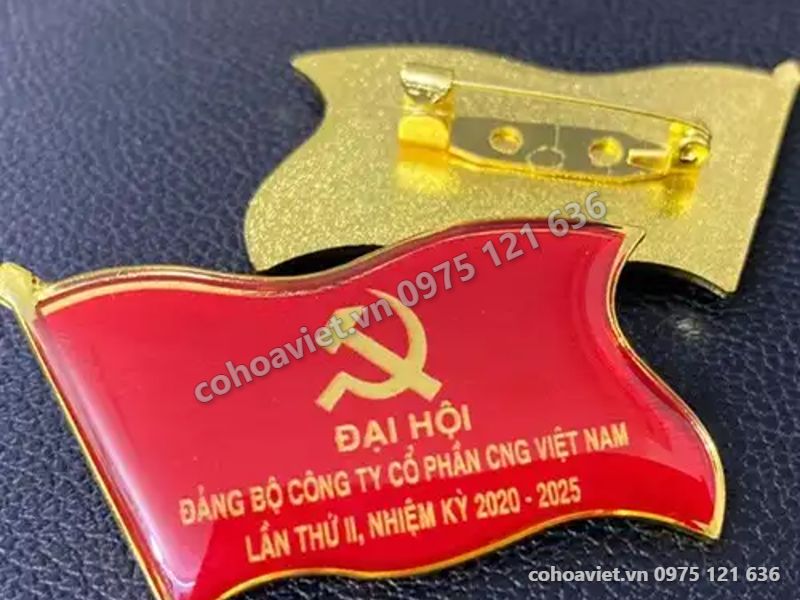 cohoaviet.vn 0975 121 636
ĐẠI HỘI
ĐẢNG BỘ CÔNG TY CỔ PHẦN CNG VIỆT NAM
LẦN THỨ II, NHIỆM KỲ 2020 - 2025
cohoaviet.vn 0975 121 636